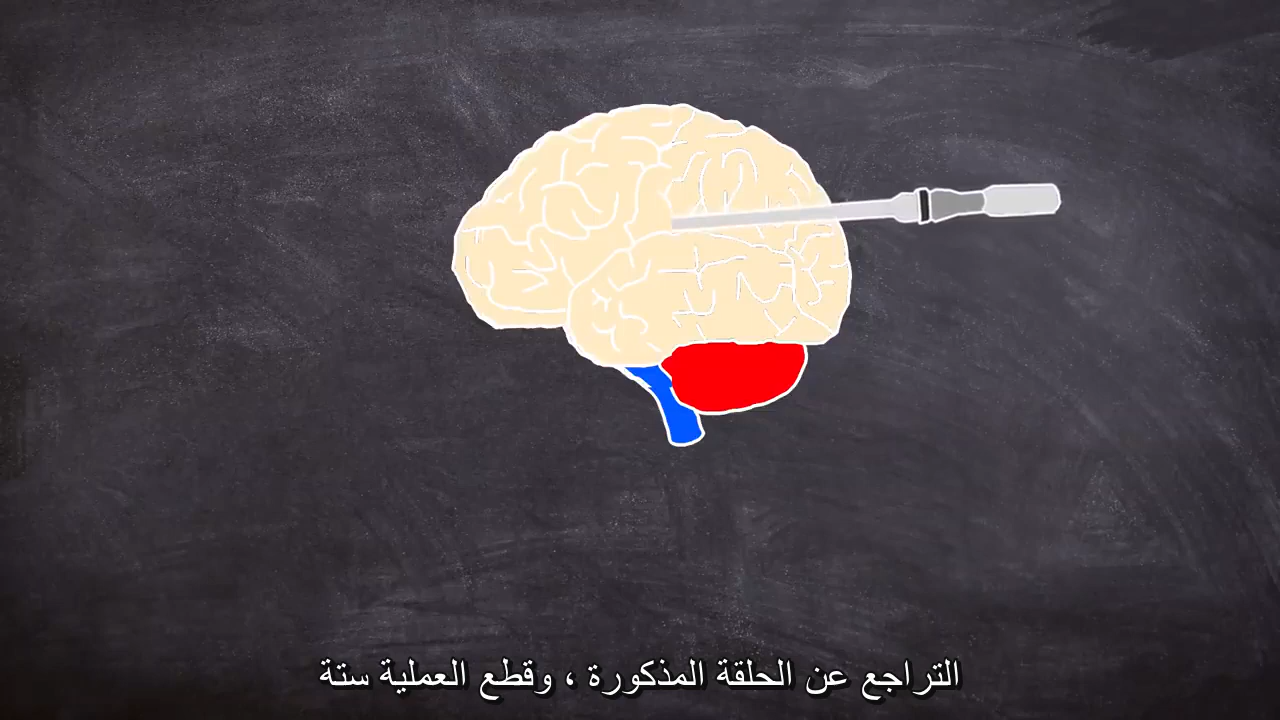 التراجع عن الحلقة المذكورة ، وقطع العملية ستة